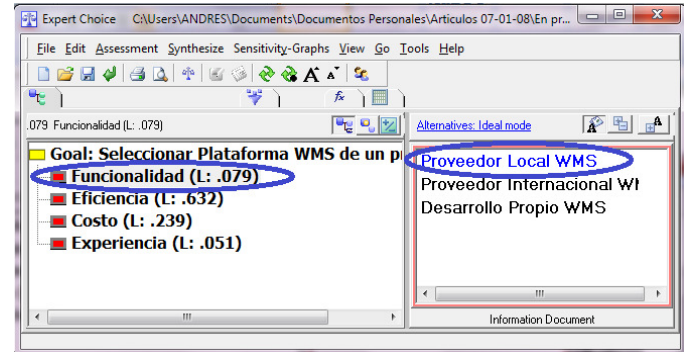 Expert Choice C:\Users\ANDRES\Documents\Documentos Personales\Articulos 07-01-08\En pr...
File Edit Assessment Synthesize Sensitivity-Graphs View Go Tools Help
.079 Funcionalidad (L: .079)
Alternatives: Ideal mode
Goal: Seleccionar Plataforma WMS de un p
Funcionalidad (L: .079)
Eficiencia (L: .632)
Costo (L: .239)
Experiencia (L: .051)
Proveedor Local WMS
Proveedor Internacional WM
Desarrollo Propio WMS
Information Document